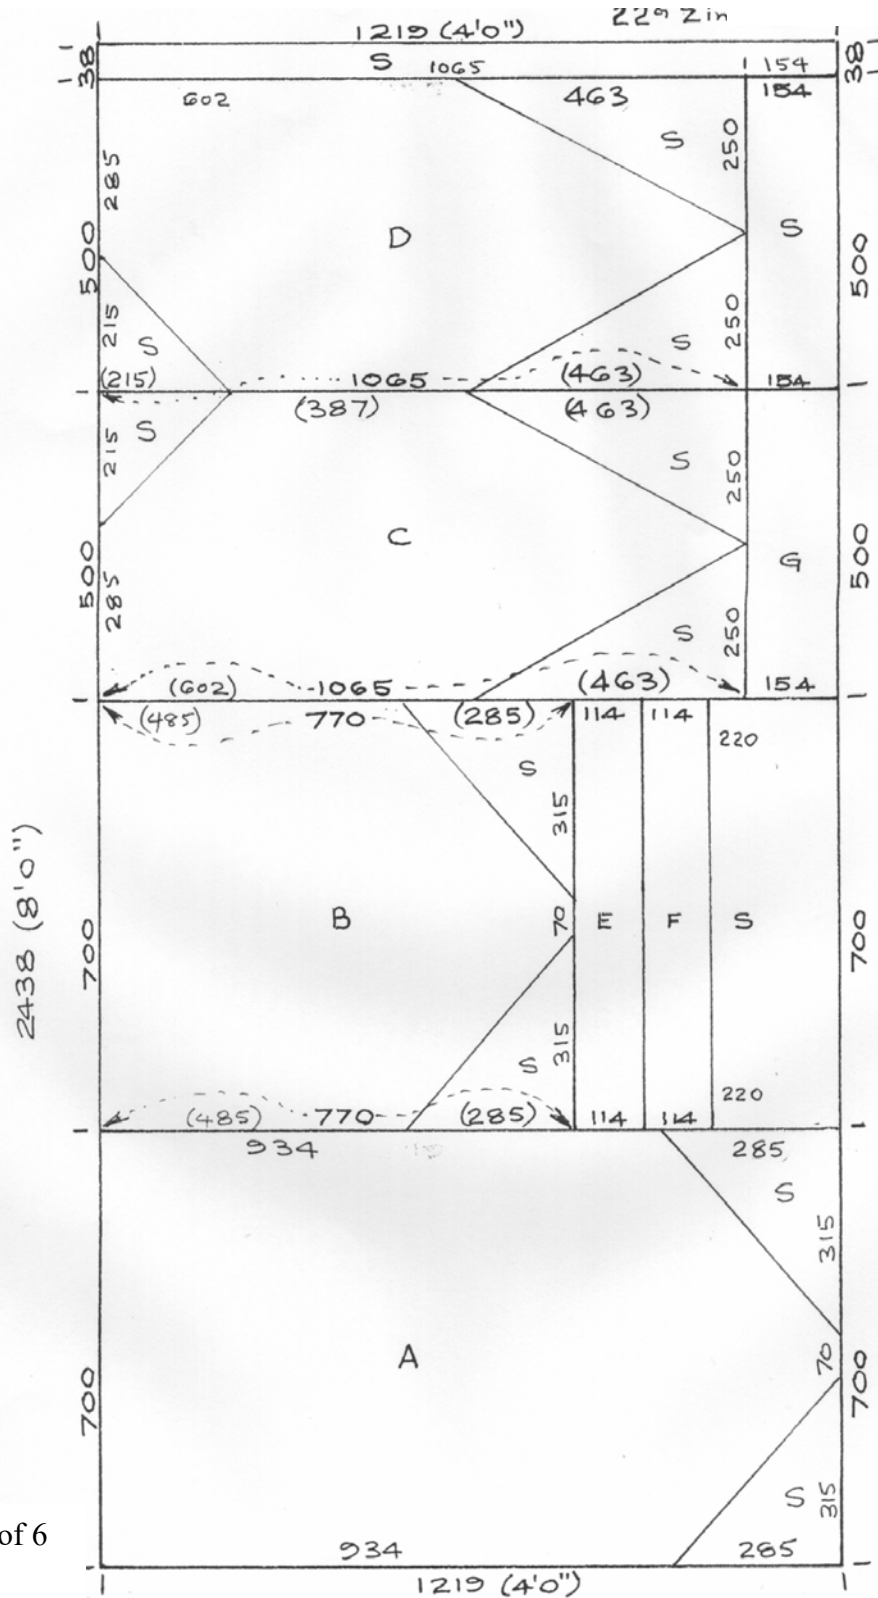 22g Zin
1219 (4'0")
38 S 1065 154 38
602 463 154
285 S 250
D S
500 500
215 S 250
S
(215) 1065 (463) 154
(387) (463)
S
215 S 250
C
500 G 500
285 S 250
(602) 1065 (463) 154
(485) 770 (285) 114 114 220
S
315
2438 (8'0")
700 B 70 E F S 700
S 315
220
(485) 770 (285) 114 114
934 285
S
315
A 70
700 700
S 315
of 6
934 285
1219 (4'0")